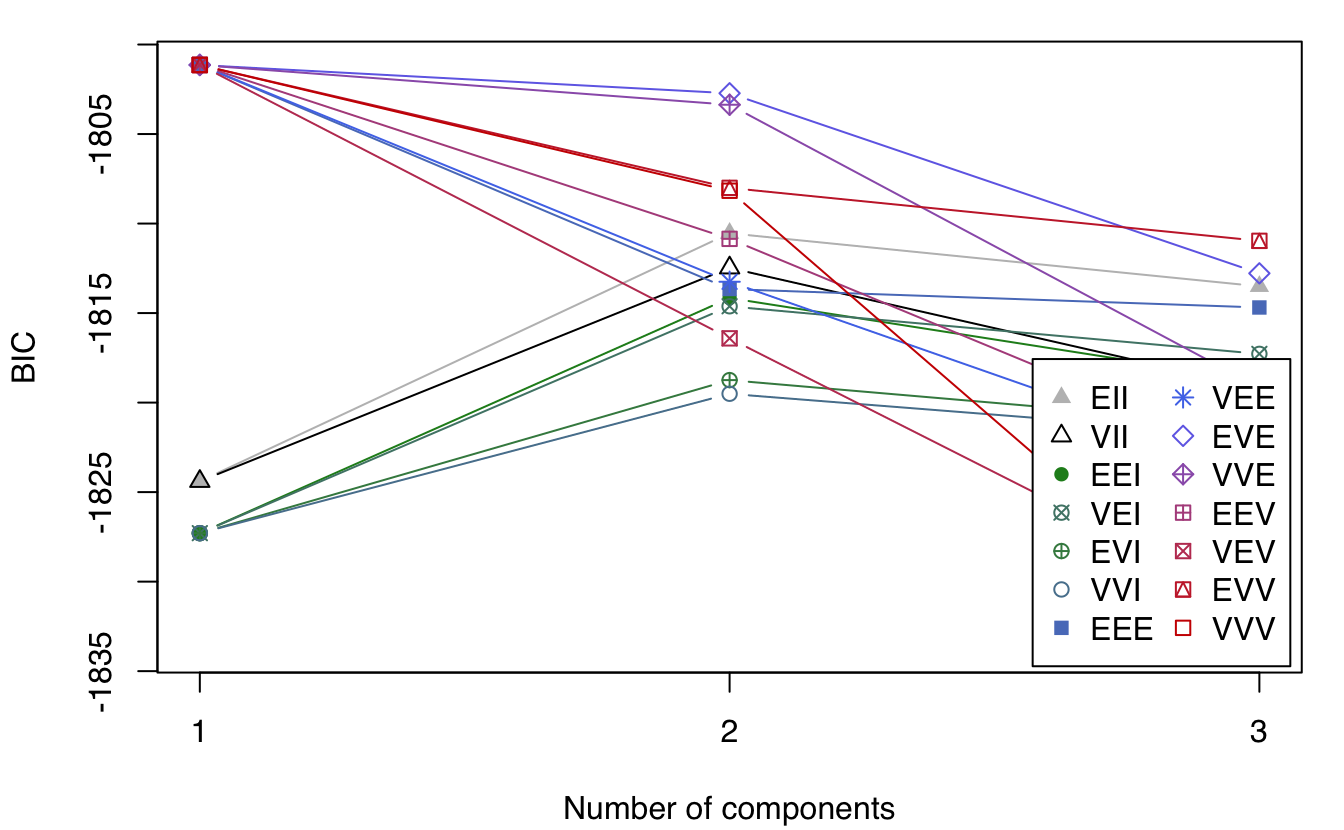 BIC
-1805
-1815
-1825
-1835
EII VEE
VII EVE
EEI VVE
VEI EEV
EVI VEV
VVI EVV
EEE VVV
1 2 3
Number of components